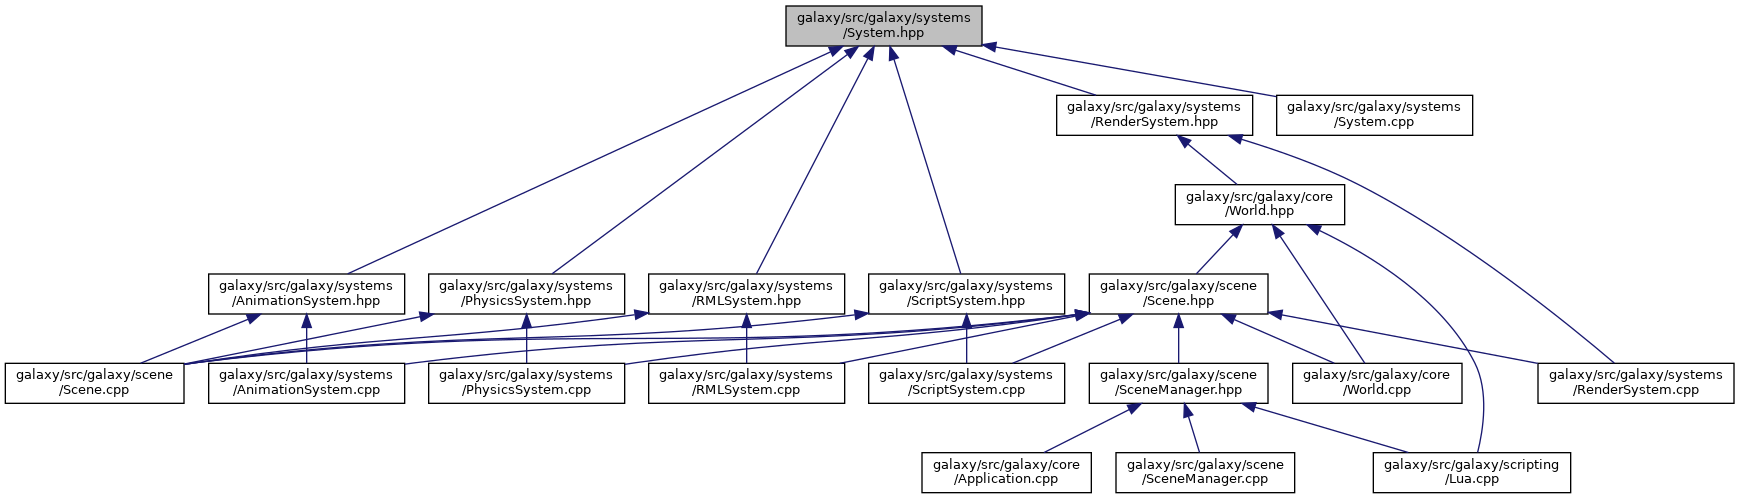 galaxy/src/galaxy/systems
/System.hpp
galaxy/src/galaxy/systems
/RenderSystem.hpp
galaxy/src/galaxy/systems
/System.cpp
galaxy/src/galaxy/core
/World.hpp
galaxy/src/galaxy/systems
/AnimationSystem.hpp
galaxy/src/galaxy/systems
/PhysicsSystem.hpp
galaxy/src/galaxy/systems
/RMLSystem.hpp
galaxy/src/galaxy/systems
/ScriptSystem.hpp
galaxy/src/galaxy/scene
/Scene.hpp
galaxy/src/galaxy/scene
/Scene.cpp
galaxy/src/galaxy/systems
/AnimationSystem.cpp
galaxy/src/galaxy/systems
/PhysicsSystem.cpp
galaxy/src/galaxy/systems
/RMLSystem.cpp
galaxy/src/galaxy/systems
/ScriptSystem.cpp
galaxy/src/galaxy/scene
/SceneManager.hpp
galaxy/src/galaxy/core
/World.cpp
galaxy/src/galaxy/systems
/RenderSystem.cpp
galaxy/src/galaxy/core
/Application.cpp
galaxy/src/galaxy/scene
/SceneManager.cpp
galaxy/src/galaxy/scripting
/Lua.cpp